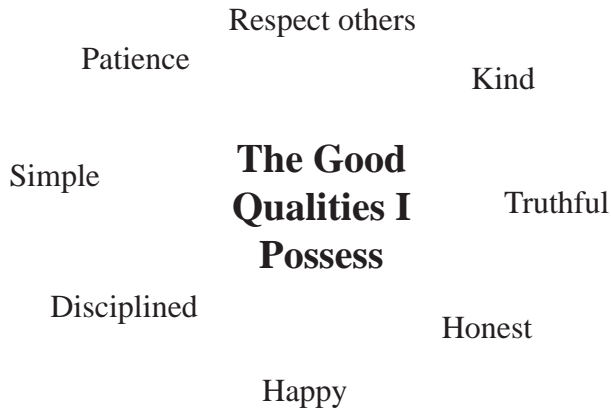 Respect others
Patience
Kind
Simple
The Good
Qualities I
Possess
Truthful
Disciplined
Honest
Happy